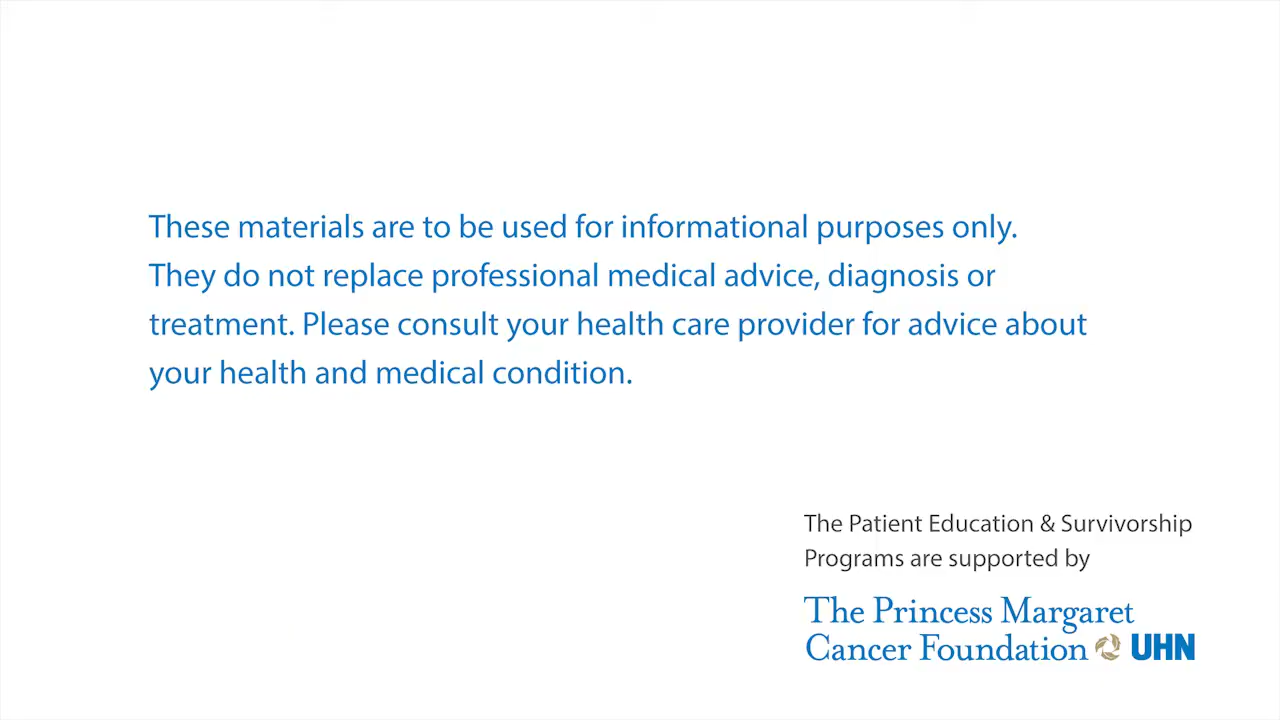 These materials are to be used for informational purposes only.
They do not replace professional medical advice, diagnosis or
treatment. Please consult your health care provider for advice about
your health and medical condition.
The Patient Education & Survivorship
Programs are supported by
The Princess Margaret
Cancer Foundation UHN